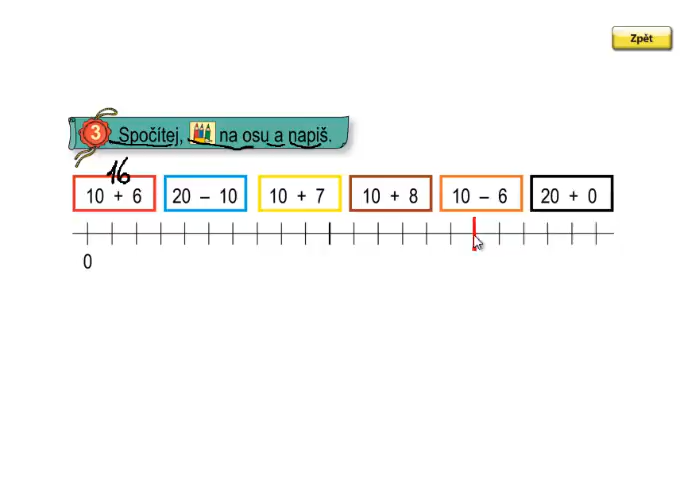 Zpět
3 Spočítej, na osu a napiš.
16
10 + 6 20 – 10 10 + 7 10 + 8 10 – 6 20 + 0
0